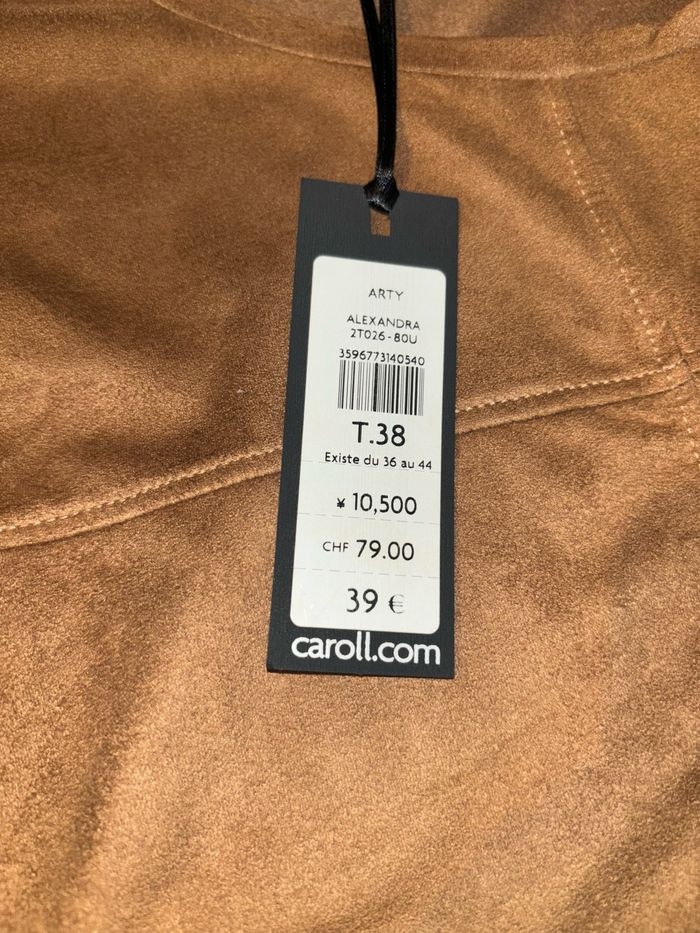 ARTY
ALEXANDRA
2T026-80U
3596773140540
T.38
Existe du 36 au 44
¥ 10,500
CHF 79.00
39 €
caroll.com